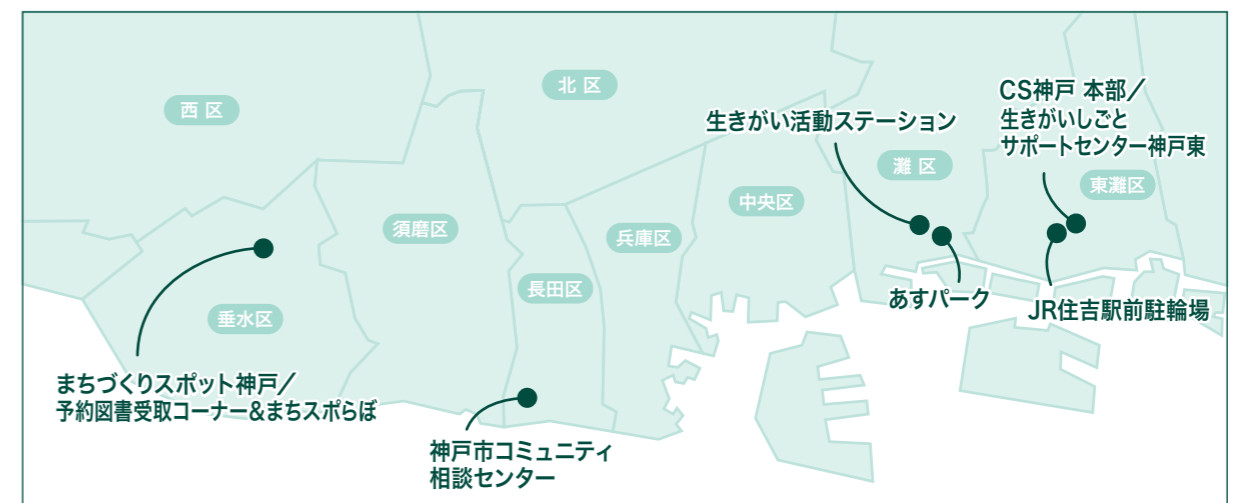 西区
北区
生きがい活動ステーション
CS神戸 本部／
生きがいしごと
サポートセンター神戸東
灘区
東灘区
中央区
須磨区
兵庫区
長田区
垂水区
あすパーク
JR住吉駅前駐輪場
まちづくりスポット神戸／
予約図書受取コーナー&まちスポらぼ
神戸市コミュニティ
相談センター